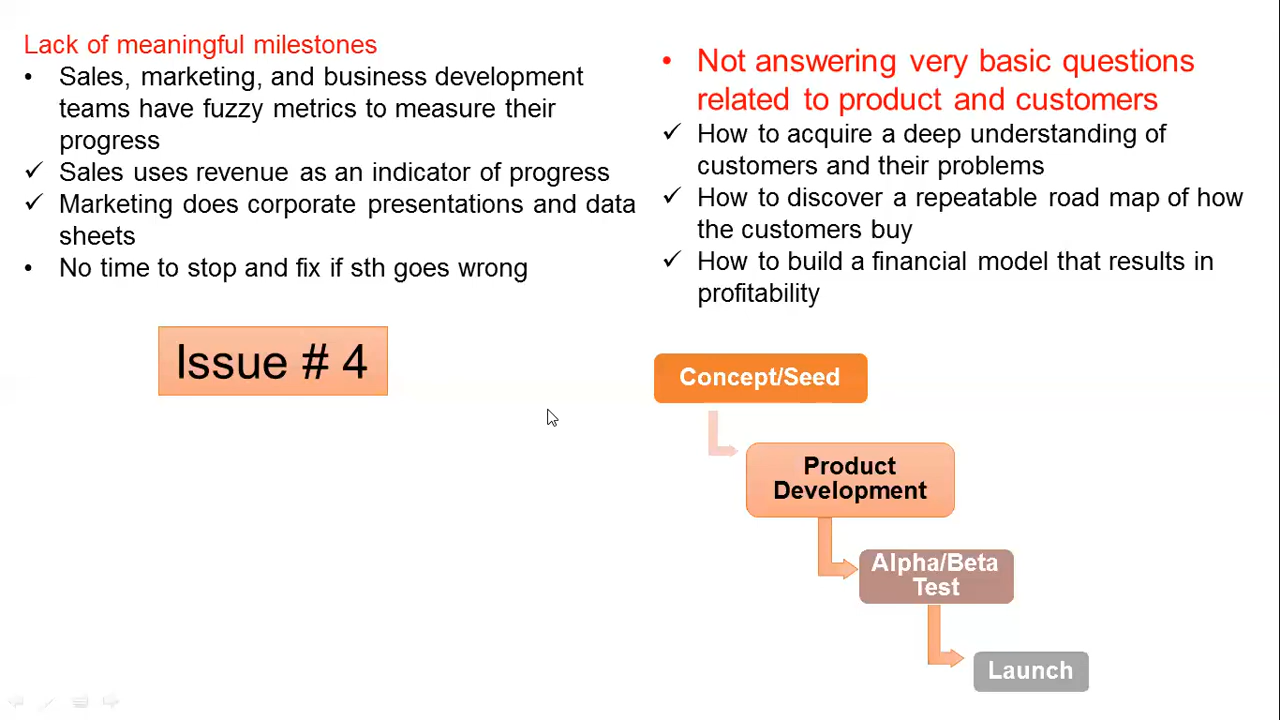 Lack of meaningful milestones
• Sales, marketing, and business development
teams have fuzzy metrics to measure their
progress
✓ Sales uses revenue as an indicator of progress
✓ Marketing does corporate presentations and data
sheets
• No time to stop and fix if sth goes wrong
Issue # 4
• Not answering very basic questions
related to product and customers
✓ How to acquire a deep understanding of
customers and their problems
✓ How to discover a repeatable road map of how
the customers buy
✓ How to build a financial model that results in
profitability
Concept/Seed
Product
Development
Alpha/Beta
Test
Launch